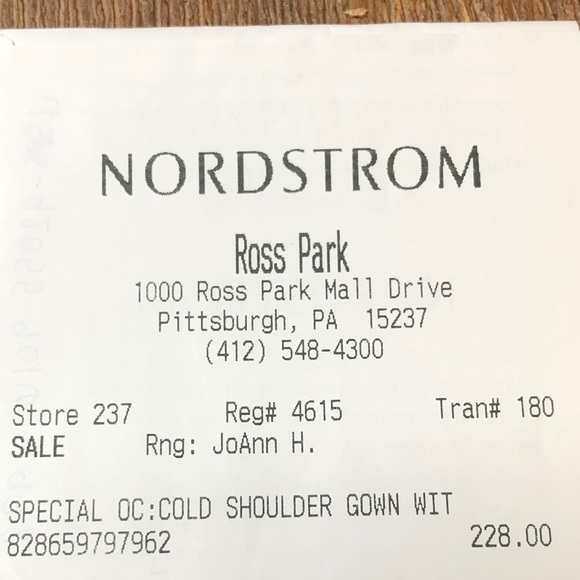 NORDSTROM
Ross Park
1000 Ross Park Mall Drive
Pittsburgh, PA 15237
(412) 548-4300
Store 237 Reg# 4615 Tran# 180
SALE Rng: JoAnn H.
SPECIAL OC:COLD SHOULDER GOWN WIT
828659797962 228.00